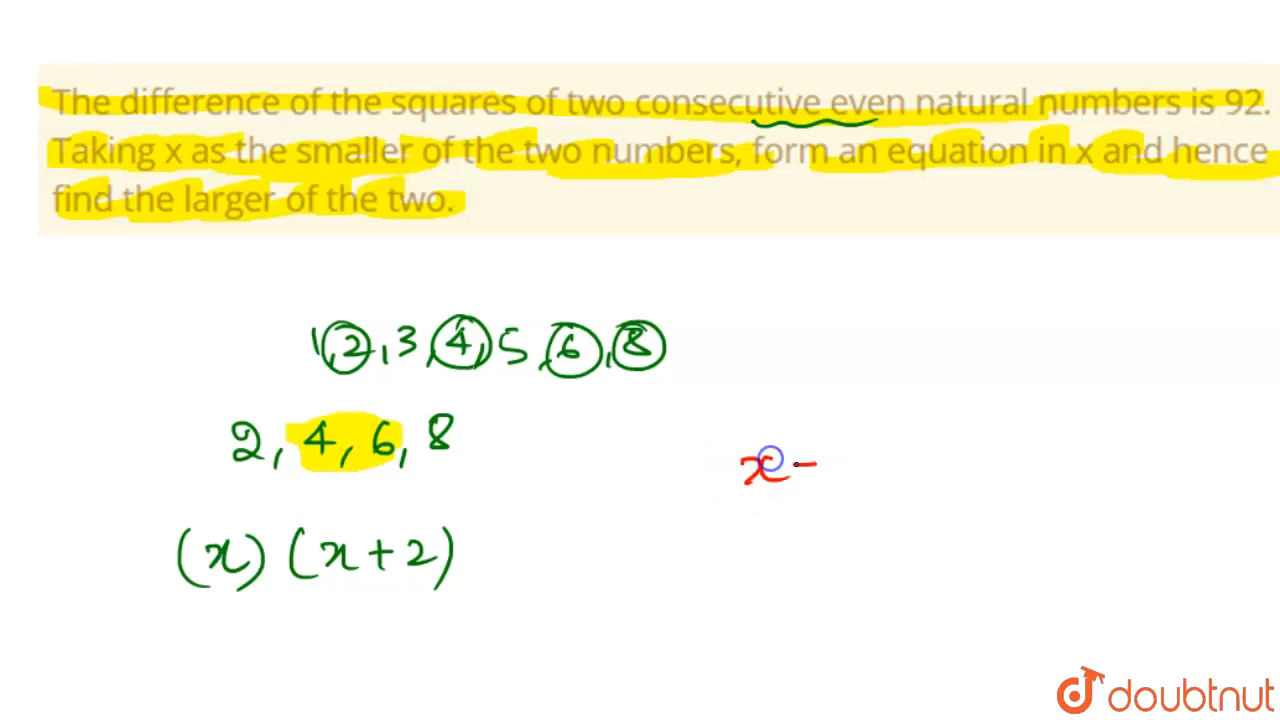 The difference of the squares of two consecutive even natural numbers is 92.
Taking x as the smaller of the two numbers, form an equation in x and hence
find the larger of the two.
1,2,3,4,5,6,8
2,4,6,8
x -
(x) (x+2)
doubtnut